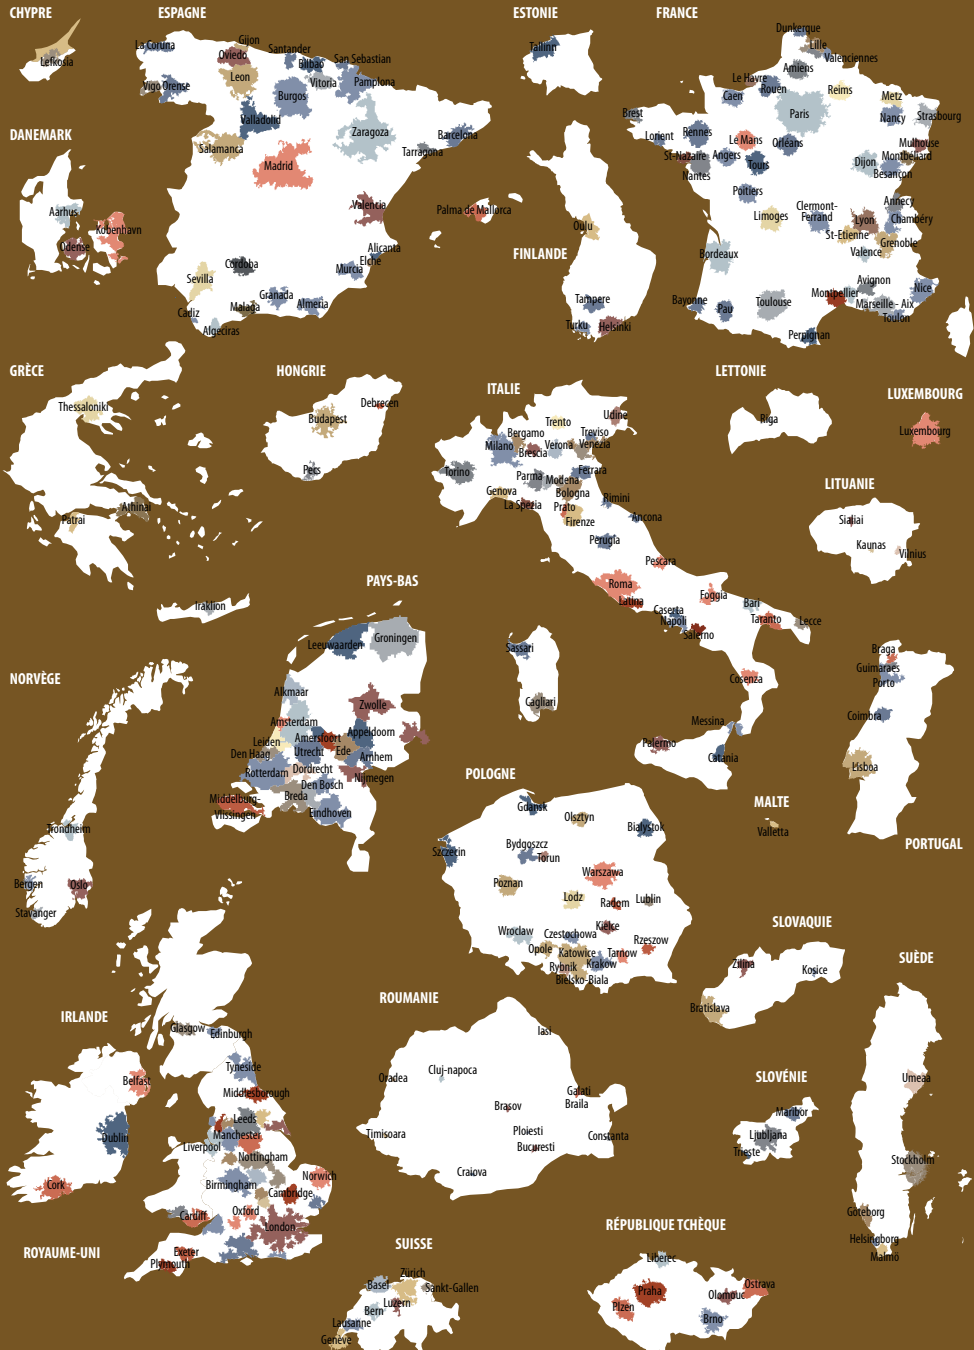 CHYPRE
Lefkosia
ESPAGNE
La Coruna
Gijon
Oviedo
Santander
Bilbao
San Sebastian
Vigo
Orense
Leon
Vitoria
Pamplona
Burgos
Valladolid
Zaragoza
Barcelona
Salamanca
Tarragona
Madrid
Valencia
Palma de Mallorca
Alicanta
Elche
Murcia
Cordoba
Sevilla
Granada
Almeria
Malaga
Cadiz
Algeciras
ESTONIE
Tallinn
FRANCE
Dunkerque
Lille
Valenciennes
Amiens
Le Havre
Rouen
Caen
Reims
Metz
Paris
Nancy
Strasbourg
Brest
Lorient
Rennes
Le Mans
Orléans
Mulhouse
St-Nazaire
Angers
Tours
Dijon
Montbéliard
Besançon
Nantes
Poitiers
Annecy
Limoges
Clermont-
Ferrand
Lyon
Chambéry
St-Etienne
Grenoble
Valence
Bordeaux
Avignon
Nice
Bayonne
Pau
Toulouse
Montpellier
Marseille - Aix
Toulon
Perpignan
DANEMARK
Aarhus
Kobenhavn
Odense
FINLANDE
Oulu
Tampere
Turku
Helsinki
GRÈCE
Thessaloniki
Athinai
Patrai
Iraklion
HONGRIE
Debrecen
Budapest
Pecs
ITALIE
Udine
Trento
Treviso
Bergamo
Milano
Brescia
Verona
Venezia
Torino
Parma
Modena
Ferrara
Genova
Bologna
La Spezia
Prato
Rimini
Firenze
Ancona
Perugia
Pescara
Roma
Latina
Foggia
Caserta
Napoli
Bari
Salerno
Taranto
Lecce
Sassari
Cagliari
Cosenza
Messina
Palermo
Catania
LETTONIE
Riga
LUXEMBOURG
Luxembourg
LITUANIE
Sialiai
Kaunas
Vilnius
PAYS-BAS
Leeuwaarden
Groningen
Alkmaar
Zwolle
Amsterdam
Leiden
Amersfoort
Appeldoorn
Den Haag
Utrecht
Ede
Arnhem
Rotterdam
Dordrecht
Nijmegen
Den Bosch
Middelburg-
Vlissingen
Breda
Eindhoven
NORVÈGE
Trondheim
Bergen
Oslo
Stavanger
PORTUGAL
Braga
Guimaraes
Porto
Coimbra
Lisboa
MALTE
Valletta
POLOGNE
Gdansk
Olsztyn
Bialystok
Szczecin
Bydgoszcz
Torun
Poznan
Warszawa
Lodz
Radom
Lublin
Wroclaw
Czestochowa
Kielce
Opole
Katowice
Tarnow
Rzeszow
Rybnik
Krakow
Bielsko-Biala
SLOVAQUIE
Zilina
Kosice
Bratislava
SUÈDE
Umeaa
Stockholm
Göteborg
Helsingborg
Malmö
ROUMANIE
Iasi
Cluj-napoca
Oradea
Galati
Braila
Brasov
Timisoara
Ploiesti
Bucuresti
Constanta
Craiova
SLOVÉNIE
Maribor
Ljubljana
Trieste
IRLANDE
Belfast
Dublin
Cork
ROYAUME-UNI
Glasgow
Edinburgh
Tyneside
Middlesborough
Leeds
Manchester
Liverpool
Nottingham
Birmingham
Norwich
Cambridge
Cardiff
Oxford
London
Exeter
Plymouth
SUISSE
Zürich
Basel
Sankt-Gallen
Luzern
Bern
Lausanne
Genève
RÉPUBLIQUE TCHÈQUE
Liberec
Praha
Plzen
Olomouc
Ostrava
Brno